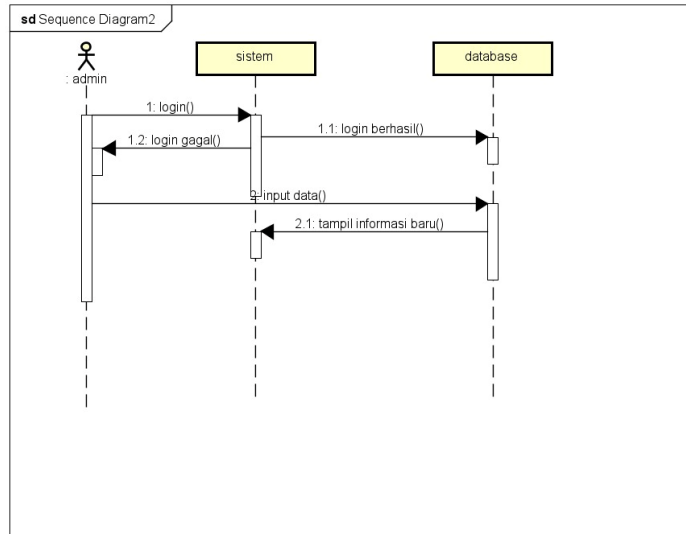 sd Sequence Diagram2
sistem
database
: admin
1: login()
1.1: login berhasil()
1.2: login gagal()
2: input data()
2.1: tampil informasi baru()